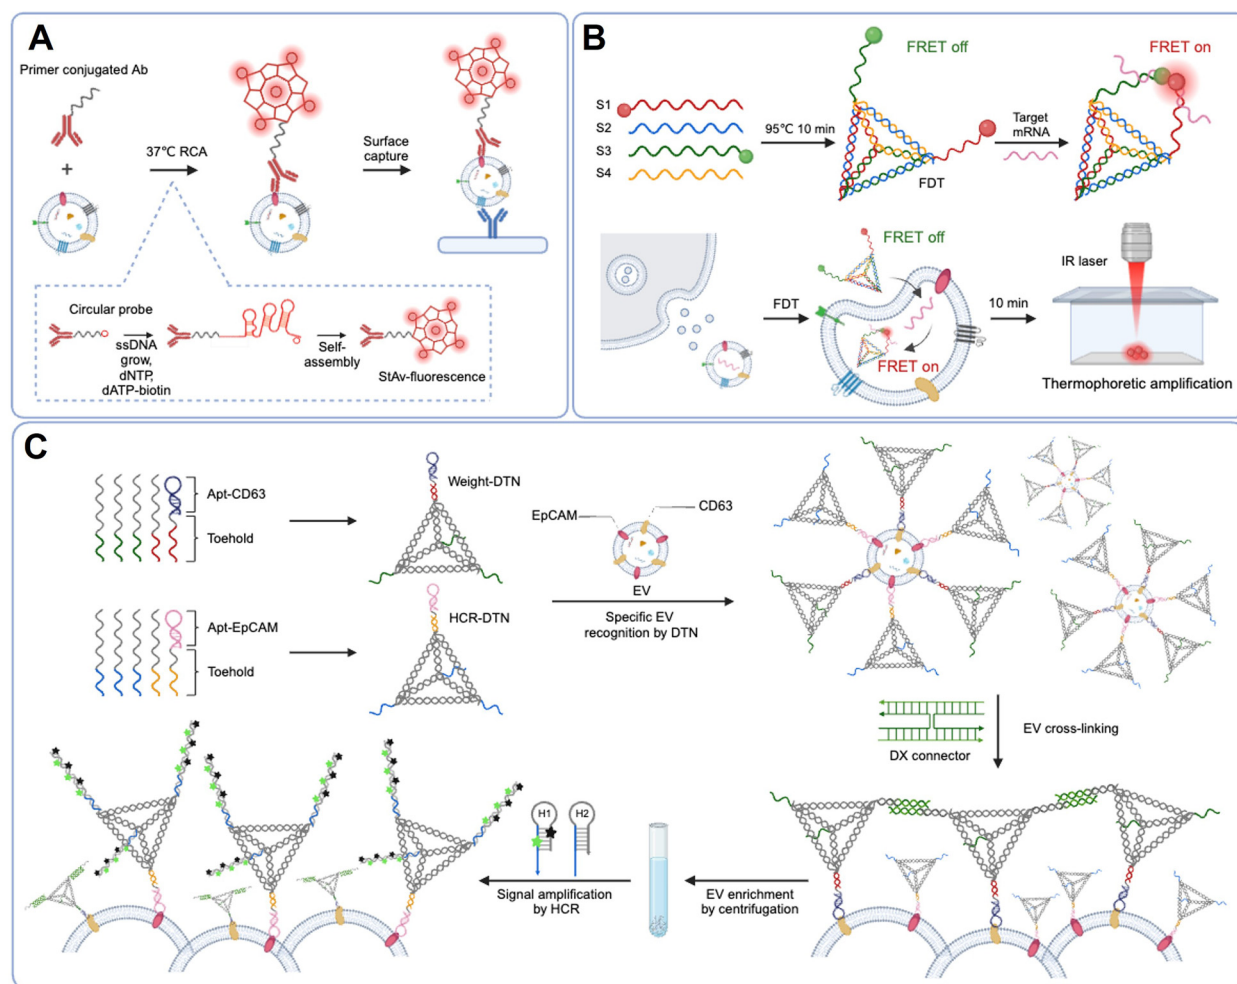 A
Primer conjugated Ab
+
37℃ RCA
Surface
capture
Circular probe
ssDNA
grow,
dNTP,
dATP-biotin
Self-
assembly
StAv-fluorescence
B
FRET off
FRET on
S1
S2
S3
S4
95℃ 10 min
Target
mRNA
FDT
FRET off
IR laser
FDT
10 min
FRET on
Thermophoretic amplification
C
Apt-CD63
Toehold
Weight-DTN
EpCAM
CD63
EV
Specific EV
recognition by DTN
Apt-EpCAM
Toehold
HCR-DTN
DX connector
EV cross-linking
H1
H2
Signal amplification
by HCR
EV enrichment
by centrifugation